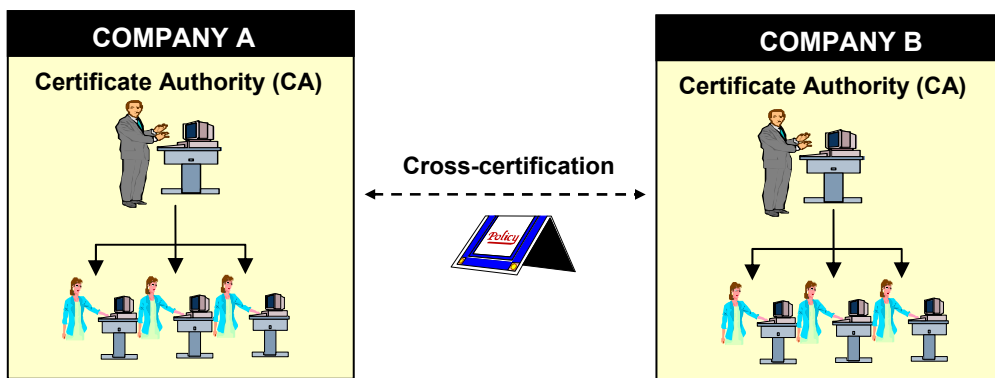 COMPANY A
Certificate Authority (CA)
Cross-certification
Policy
COMPANY B
Certificate Authority (CA)